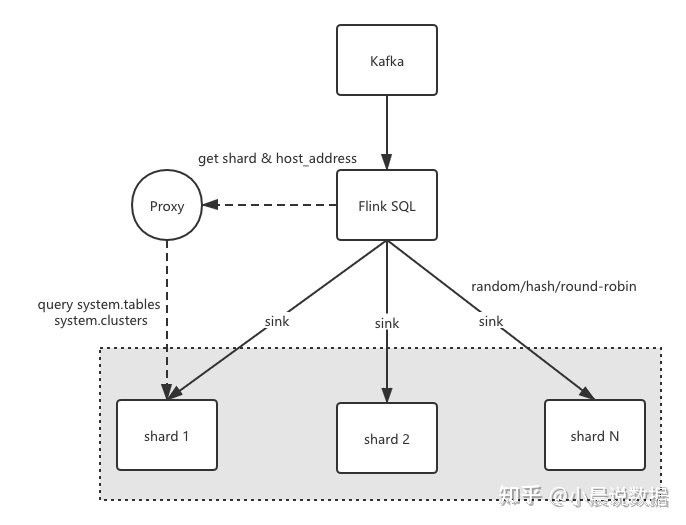 Kafka
get shard & host_address
Proxy
Flink SQL
query system.tables
system.clusters
random/hash/round-robin
sink
sink
sink
shard 1
shard 2
shard N
知乎 @小晨说数据